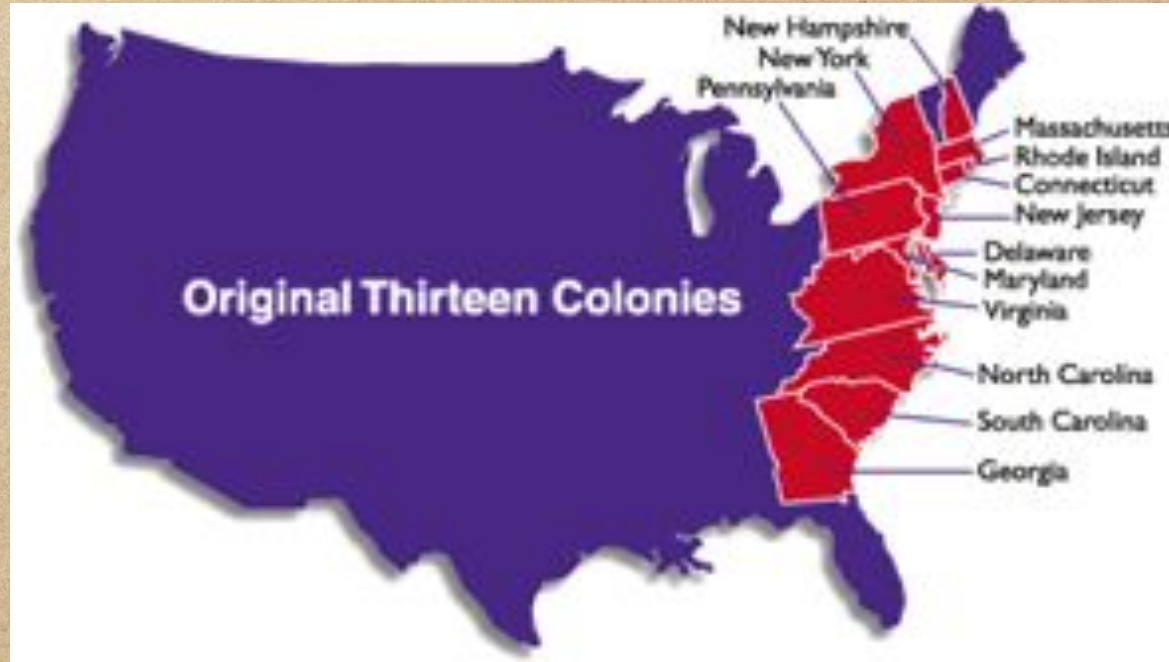 New Hampshire
New York
Pennsylvania
Massachusetts
Rhode Island
Connecticut
New Jersey
Delaware
Maryland
Original Thirteen Colonies
Virginia
North Carolina
South Carolina
Georgia